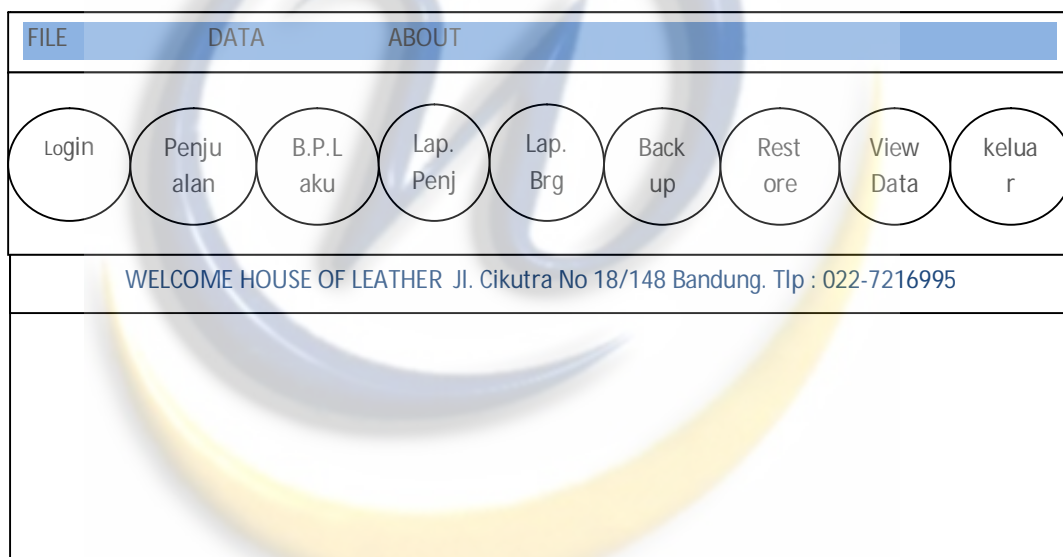 FILE DATA ABOUT
Login
Penju
alan
B.P.L
aku
Lap.
Penj
Lap.
Brg
Back
up
Rest
ore
View
Data
kelua
r
WELCOME HOUSE OF LEATHER Jl. Cikutra No 18/148 Bandung. Tlp : 022-7216995